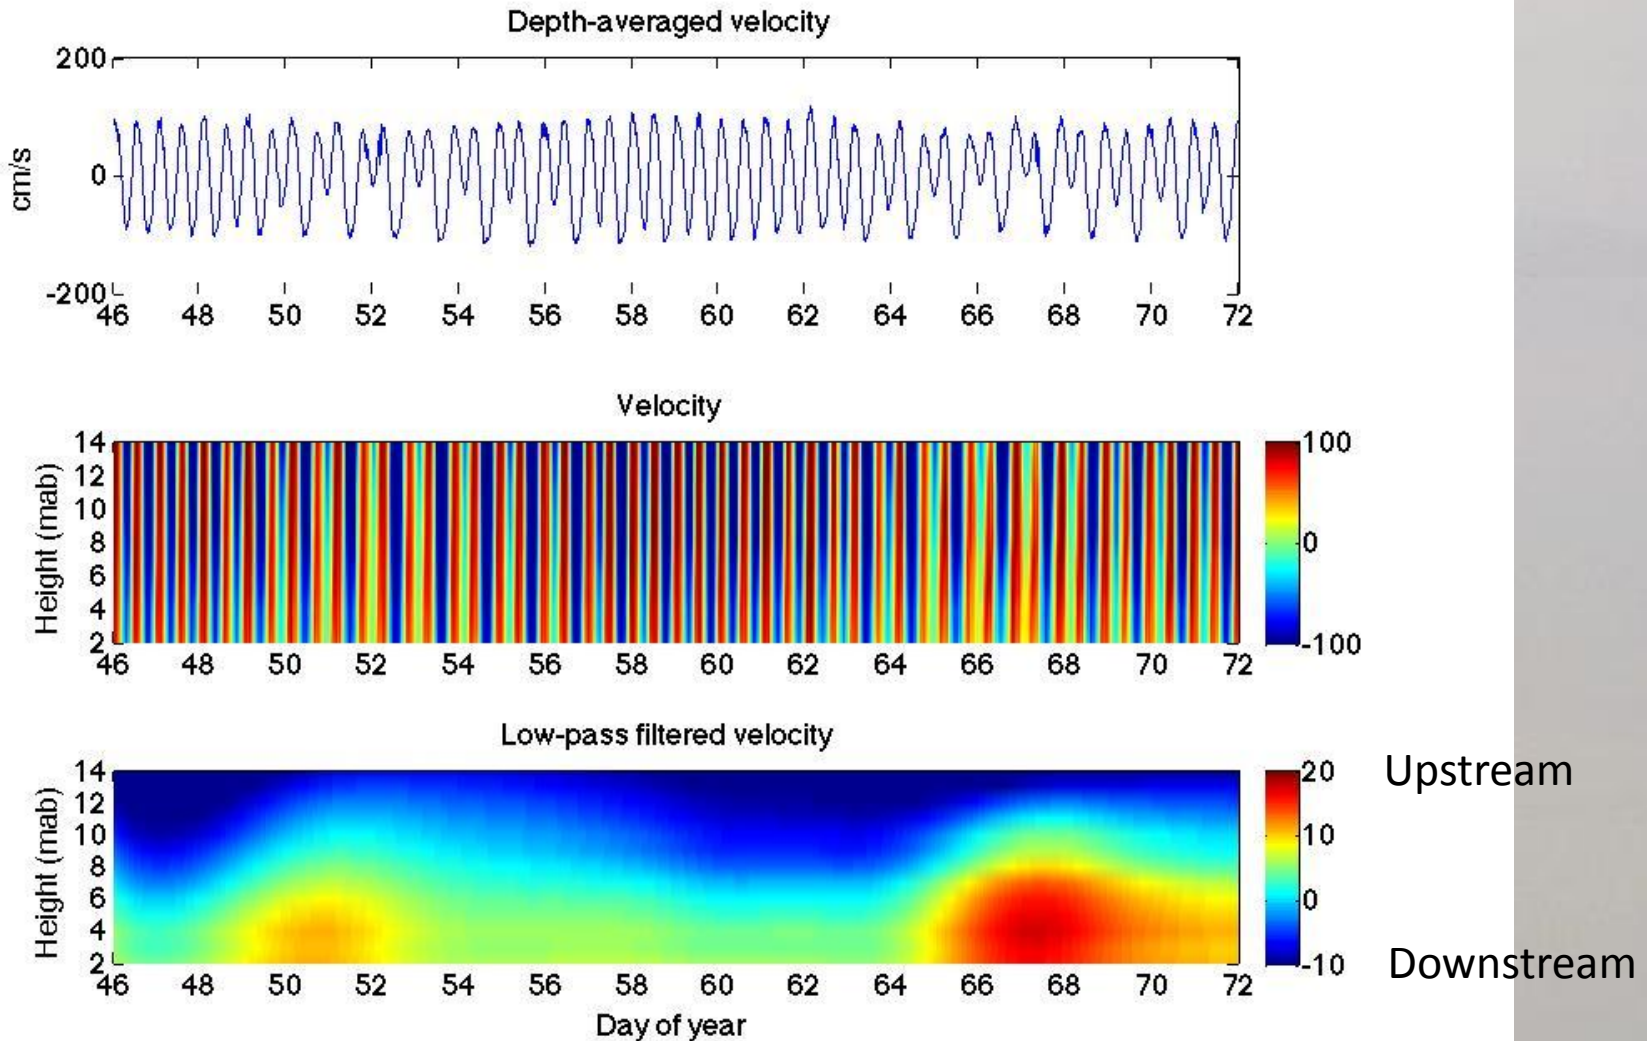 Depth-averaged velocity
200
0
-200
cm/s
46 48 50 52 54 56 58 60 62 64 66 68 70 72
Velocity
14
12
10
8
6
4
2
Height (mab)
46 48 50 52 54 56 58 60 62 64 66 68 70 72
100
0
-100
Low-pass filtered velocity
14
12
10
8
6
4
2
Height (mab)
46 48 50 52 54 56 58 60 62 64 66 68 70 72
Day of year
20
10
0
-10
Upstream
Downstream